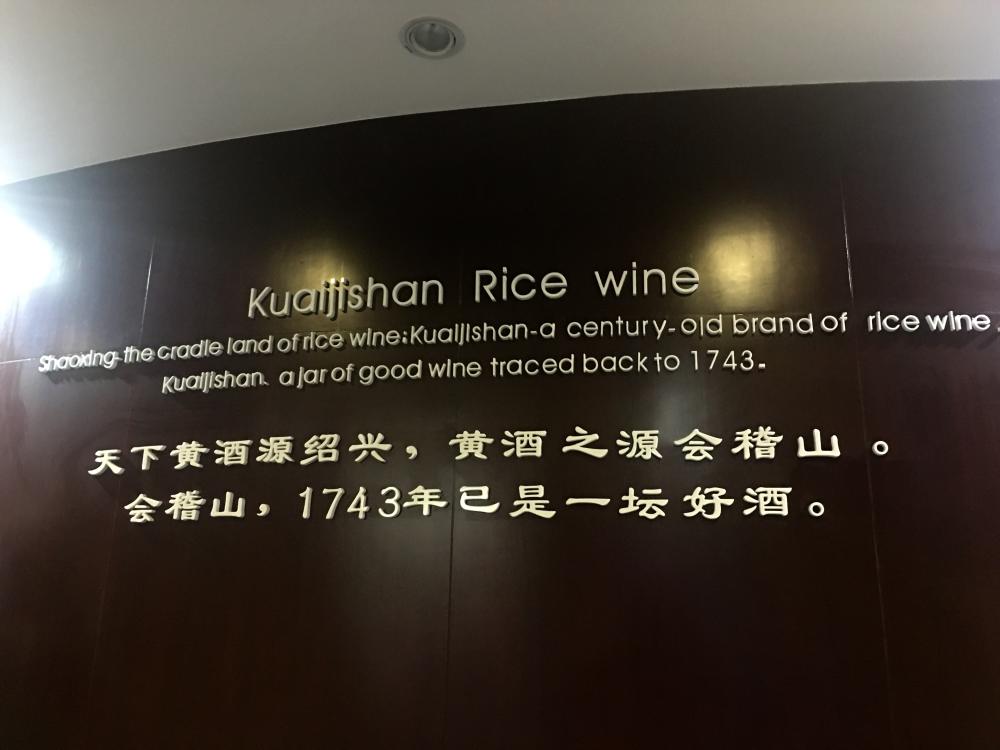 Kuaijishan Rice wine
Shaoxing-the cradle land of rice wine:Kuaijishan-a century-old brand of rice wine,
Kuaijishan、a jar of good wine traced back to 1743.
天下黄酒源绍兴，黄酒之源会稽山。
会稽山，1743年已是一坛好酒。